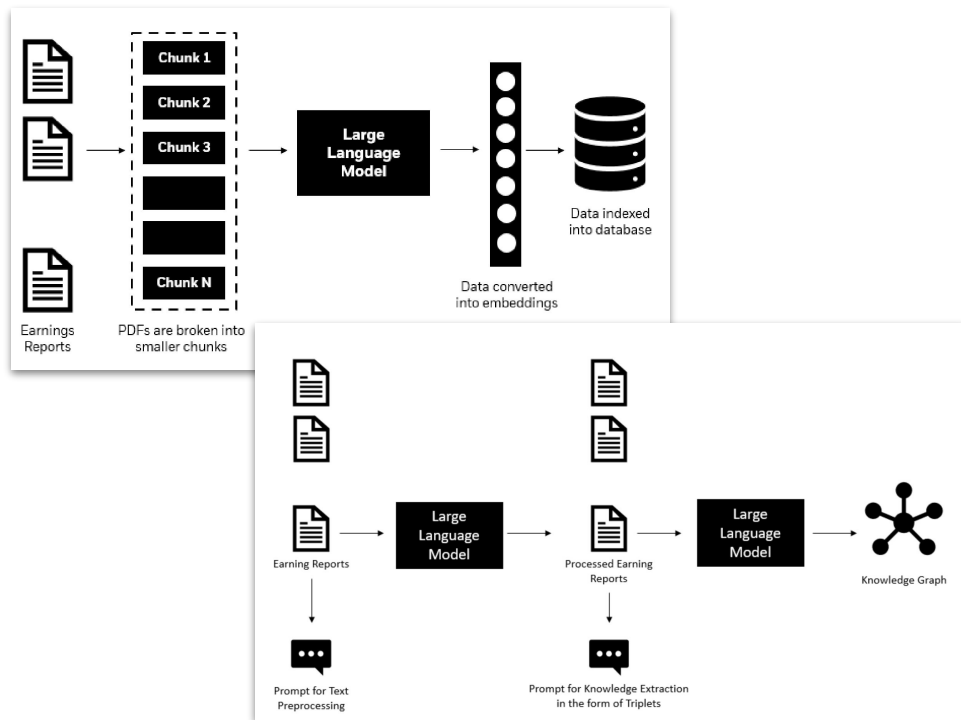 Chunk 1
Chunk 2
Chunk 3
Chunk N
Large
Language
Model
Data indexed
into database
Data converted
into embeddings
Earnings
Reports
PDFs are broken into
smaller chunks
Large
Language
Model
Large
Language
Model
Earning Reports
Processed Earning
Reports
Knowledge Graph
Prompt for Text
Preprocessing
Prompt for Knowledge Extraction
in the form of Triplets